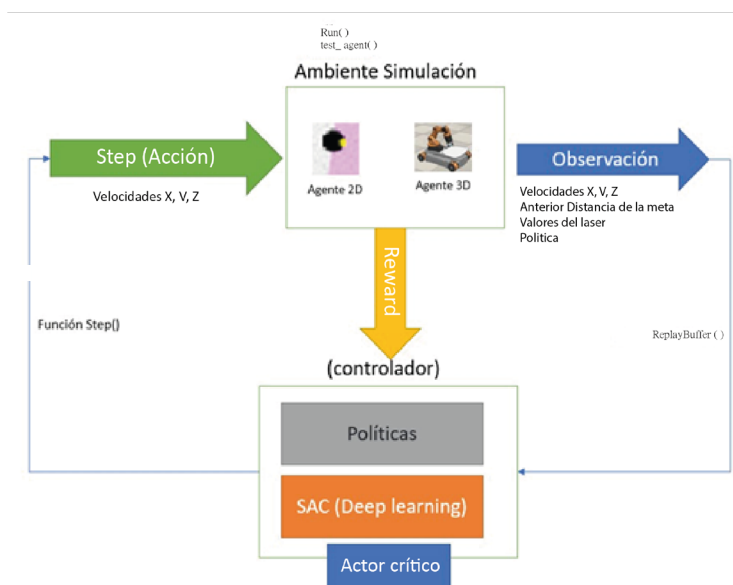 Run( )
test_ agent( )
Ambiente Simulación
Step (Acción)
Velocidades X, V, Z
Agente 2D
Agente 3D
Observación
Velocidades X, V, Z
Anterior Distancia de la meta
Valores del laser
Politica
Reward
Función Step()
ReplayBuffer ( )
(controlador)
Políticas
SAC (Deep learning)
Actor crítico